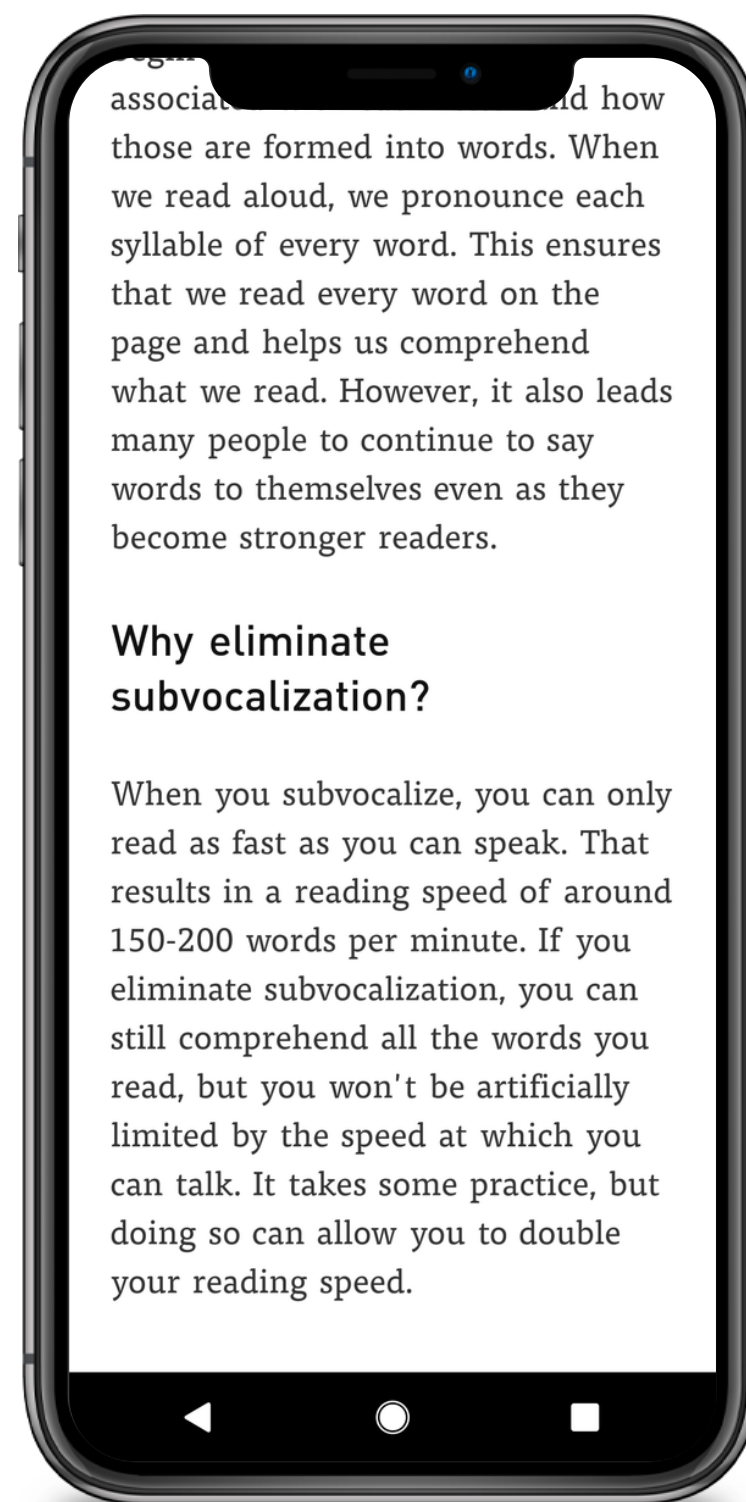 those are formed into words. When
we read aloud, we pronounce each
syllable of every word. This ensures
that we read every word on the
page and helps us comprehend
what we read. However, it also leads
many people to continue to say
words to themselves even as they
become stronger readers.
Why eliminate
subvocalization?
When you subvocalize, you can only
read as fast as you can speak. That
results in a reading speed of around
150-200 words per minute. If you
eliminate subvocalization, you can
still comprehend all the words you
read, but you won't be artificially
limited by the speed at which you
can talk. It takes some practice, but
doing so can allow you to double
your reading speed.